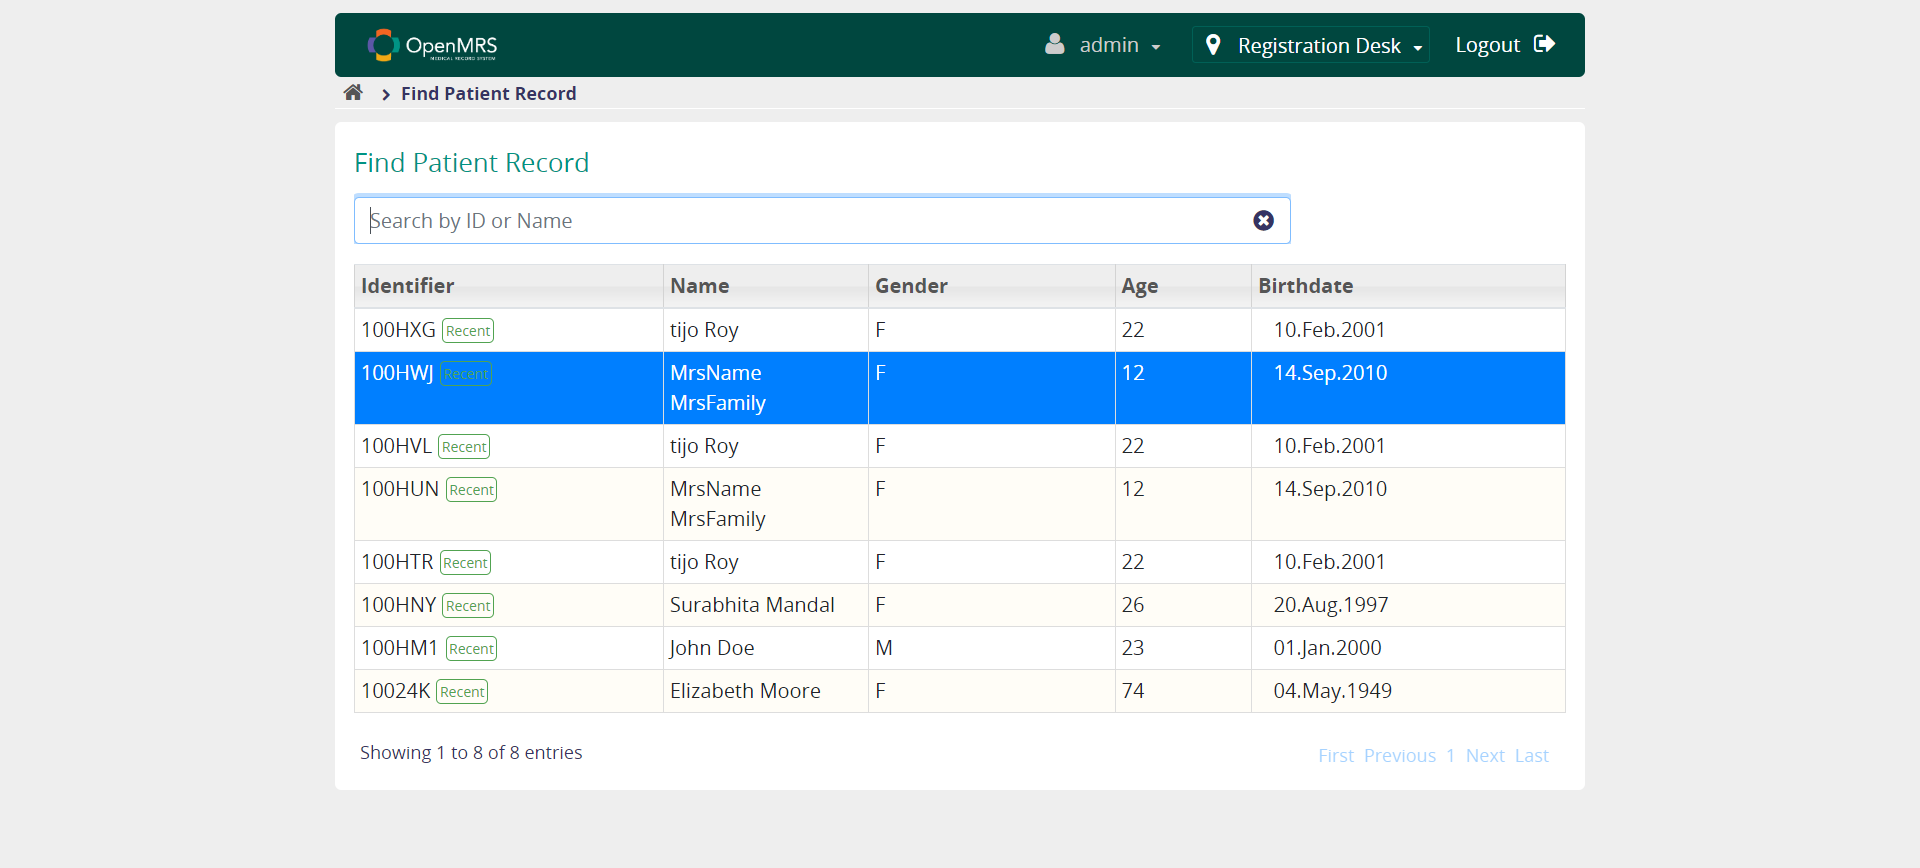 OpenMRS
MEDICAL RECORD SYSTEM
admin
Registration Desk
Logout
Find Patient Record
Find Patient Record
Search by ID or Name
Identifier Name Gender Age Birthdate
100HXG Recent tijo Roy F 22 10.Feb.2001
100HWJ Recent MrsName F 12 14.Sep.2010
MrsFamily
100HVL Recent tijo Roy F 22 10.Feb.2001
100HUN Recent MrsName F 12 14.Sep.2010
MrsFamily
100HTR Recent tijo Roy F 22 10.Feb.2001
100HNY Recent Surabhita Mandal F 26 20.Aug.1997
100HM1 Recent John Doe M 23 01.Jan.2000
10024K Recent Elizabeth Moore F 74 04.May.1949
Showing 1 to 8 of 8 entries
First Previous 1 Next Last